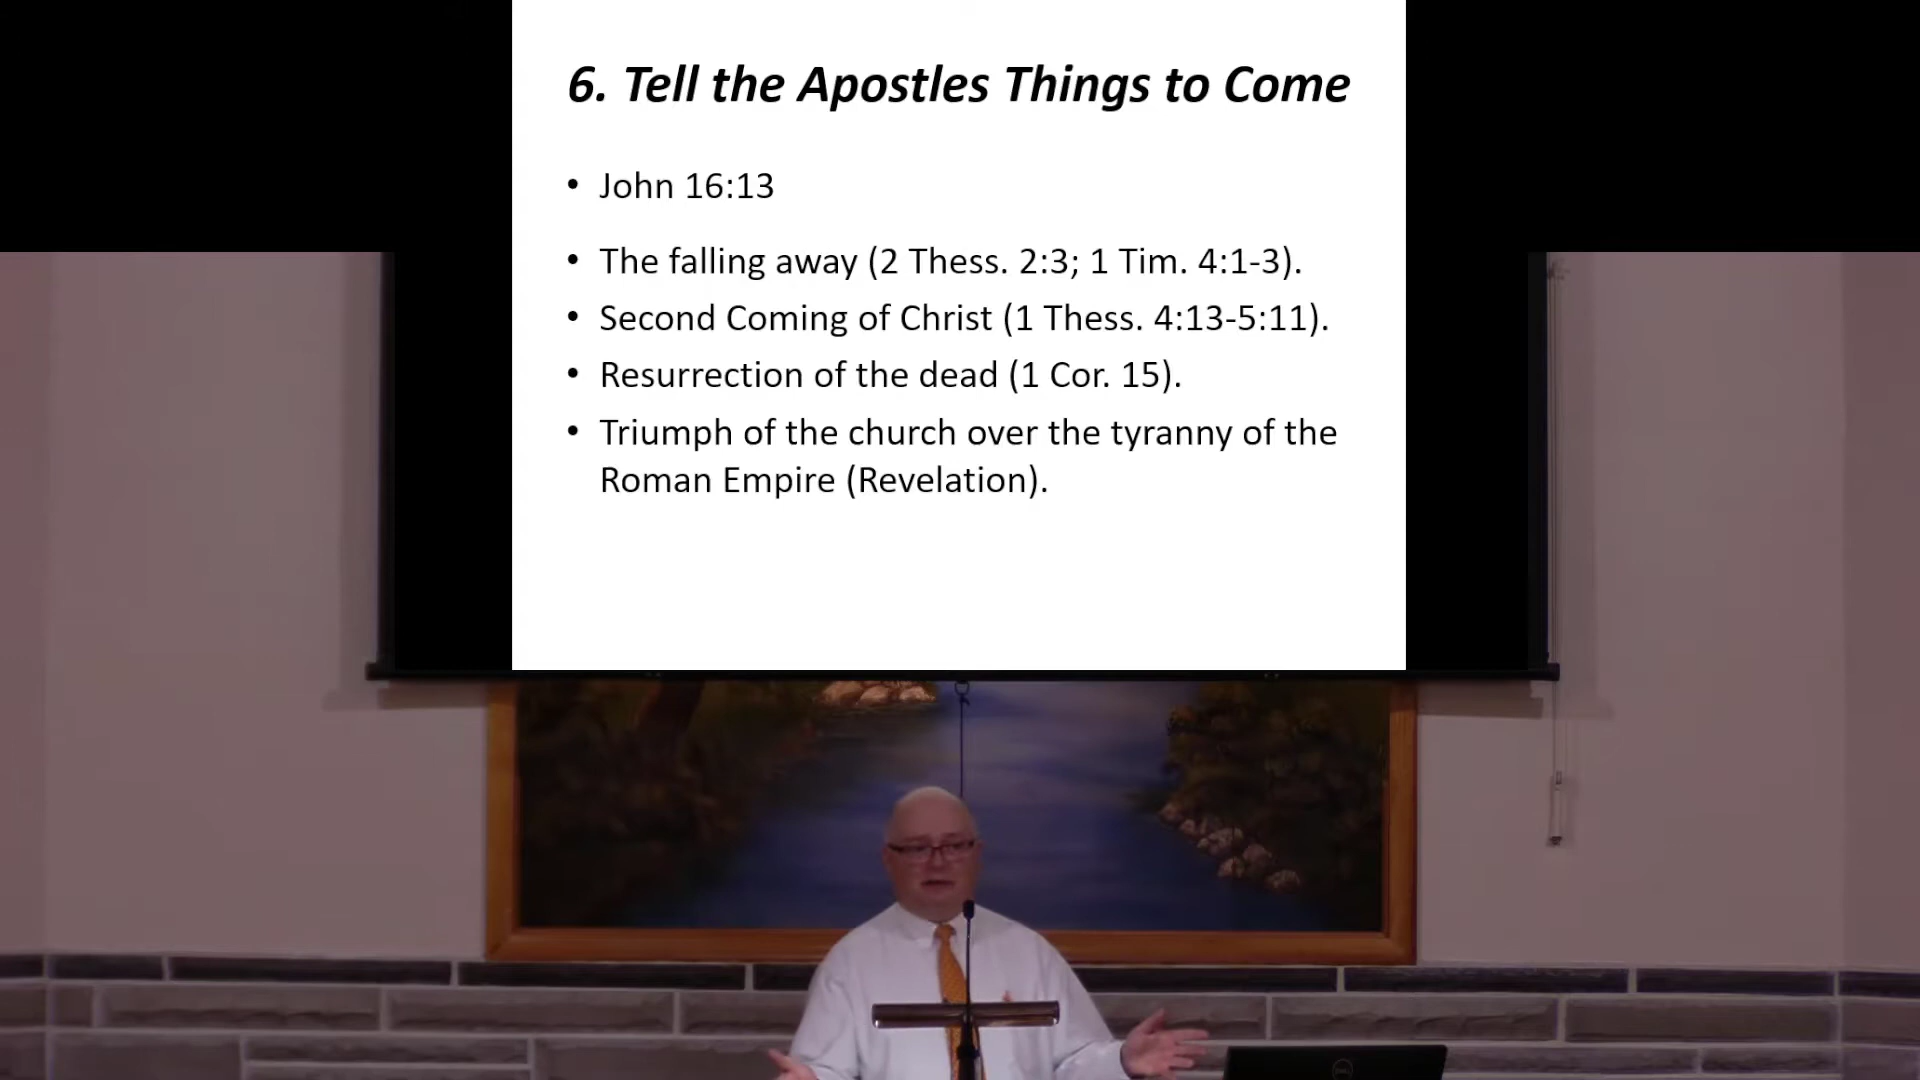 6. Tell the Apostles Things to Come
• John 16:13
• The falling away (2 Thess. 2:3; 1 Tim. 4:1-3).
• Second Coming of Christ (1 Thess. 4:13-5:11).
• Resurrection of the dead (1 Cor. 15).
• Triumph of the church over the tyranny of the
Roman Empire (Revelation).